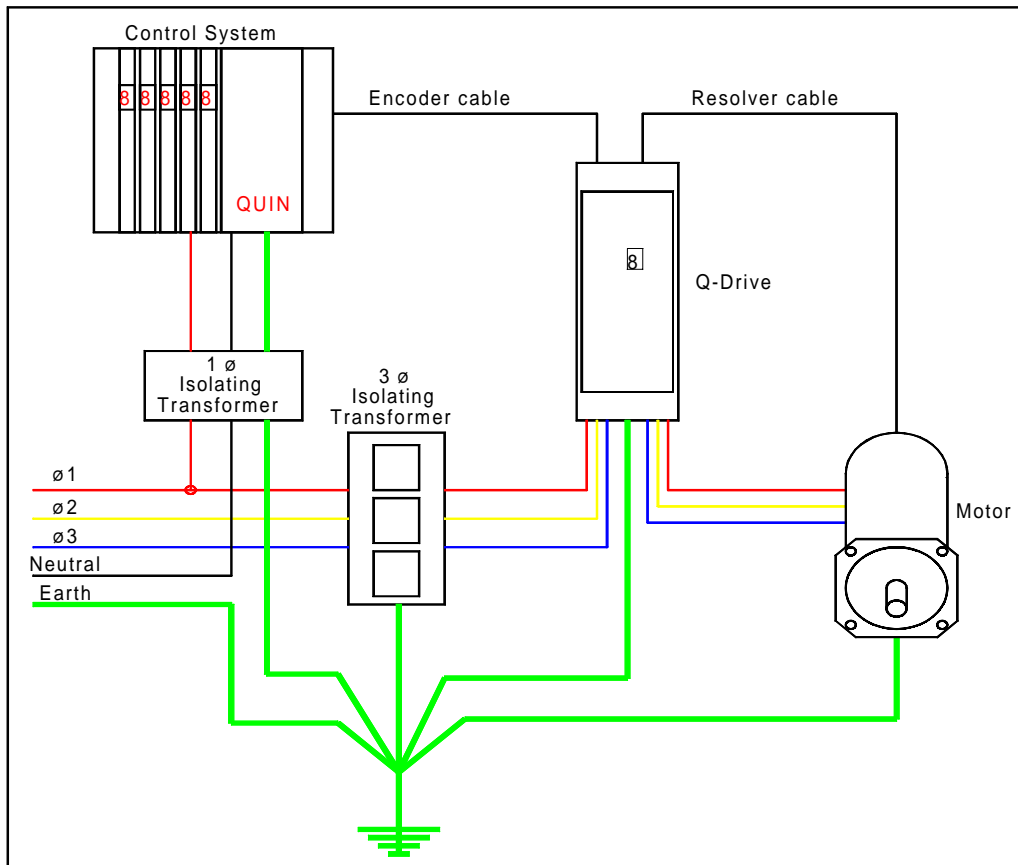 Control System
8 8 8 8 8
Encoder cable
Resolver cable
QUIN
8
Q-Drive
1 ø
Isolating
Transformer
3 ø
Isolating
Transformer
ø1
ø2
ø3
Neutral
Earth
Motor